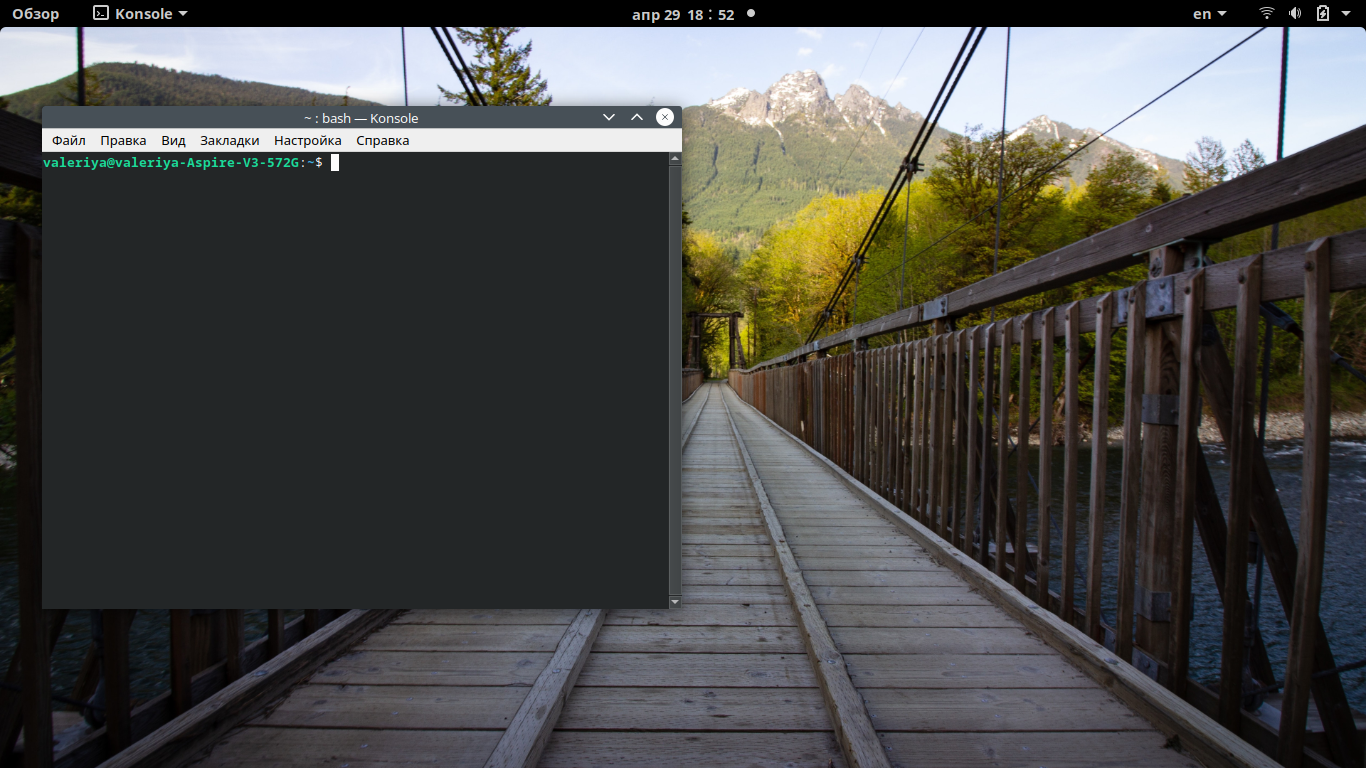 Обзор Konsole апр 29 18 : 52 en
~ : bash — Konsole
Файл Правка Вид Закладки Настройка Справка
valeriya@valeriya-Aspire-V3-572G:~$